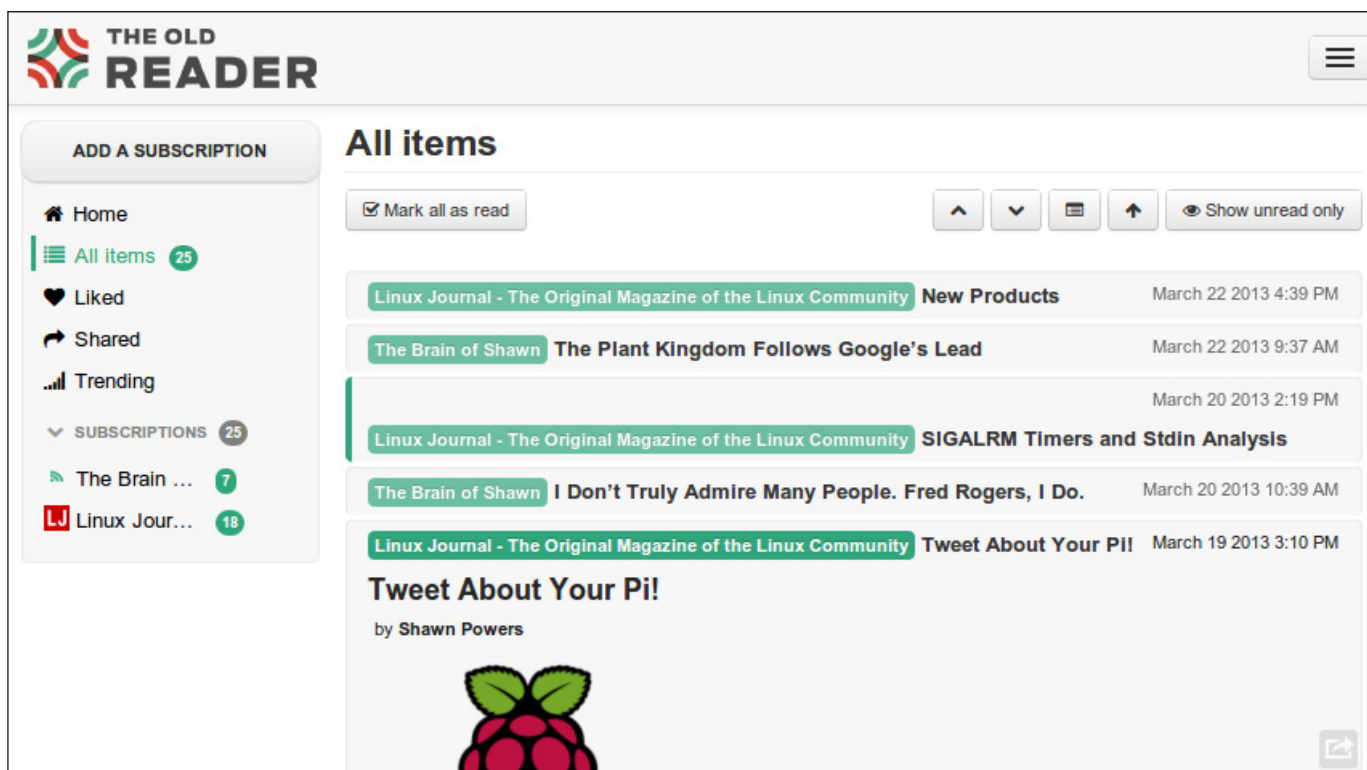 THE OLD
READER
ADD A SUBSCRIPTION
Home
All items 25
Liked
Shared
Trending
SUBSCRIPTIONS 25
The Brain ... 7
LJ Linux Jour... 18
All items
Mark all as read
Show unread only
Linux Journal - The Original Magazine of the Linux Community New Products March 22 2013 4:39 PM
The Brain of Shawn The Plant Kingdom Follows Google’s Lead March 22 2013 9:37 AM
March 20 2013 2:19 PM
Linux Journal - The Original Magazine of the Linux Community SIGALRM Timers and Stdin Analysis
The Brain of Shawn I Don’t Truly Admire Many People. Fred Rogers, I Do. March 20 2013 10:39 AM
Linux Journal - The Original Magazine of the Linux Community Tweet About Your Pi! March 19 2013 3:10 PM
Tweet About Your Pi!
by Shawn Powers